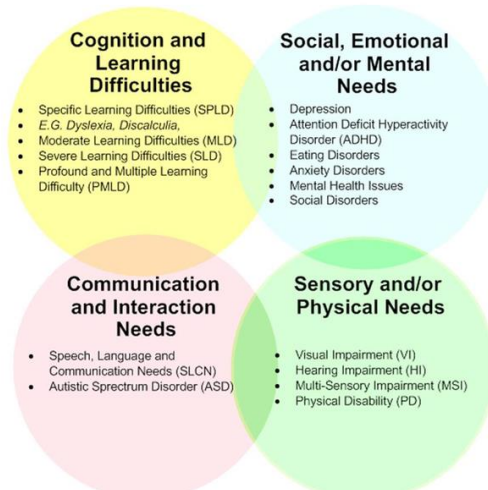 Cognition and
Learning
Difficulties
• Specific Learning Difficulties (SPLD)
• E.G. Dyslexia, Discalculia,
• Moderate Learning Difficulties (MLD)
• Severe Learning Difficulties (SLD)
• Profound and Multiple Learning
Difficulty (PMLD)
Social, Emotional
and/or Mental
Needs
• Depression
• Attention Deficit Hyperactivity
Disorder (ADHD)
• Eating Disorders
• Anxiety Disorders
• Mental Health Issues
• Social Disorders
Communication
and Interaction
Needs
• Speech, Language and
Communication Needs (SLCN)
• Autistic Sprectrum Disorder (ASD)
Sensory and/or
Physical Needs
• Visual Impairment (VI)
• Hearing Impairment (HI)
• Multi-Sensory Impairment (MSI)
• Physical Disability (PD)